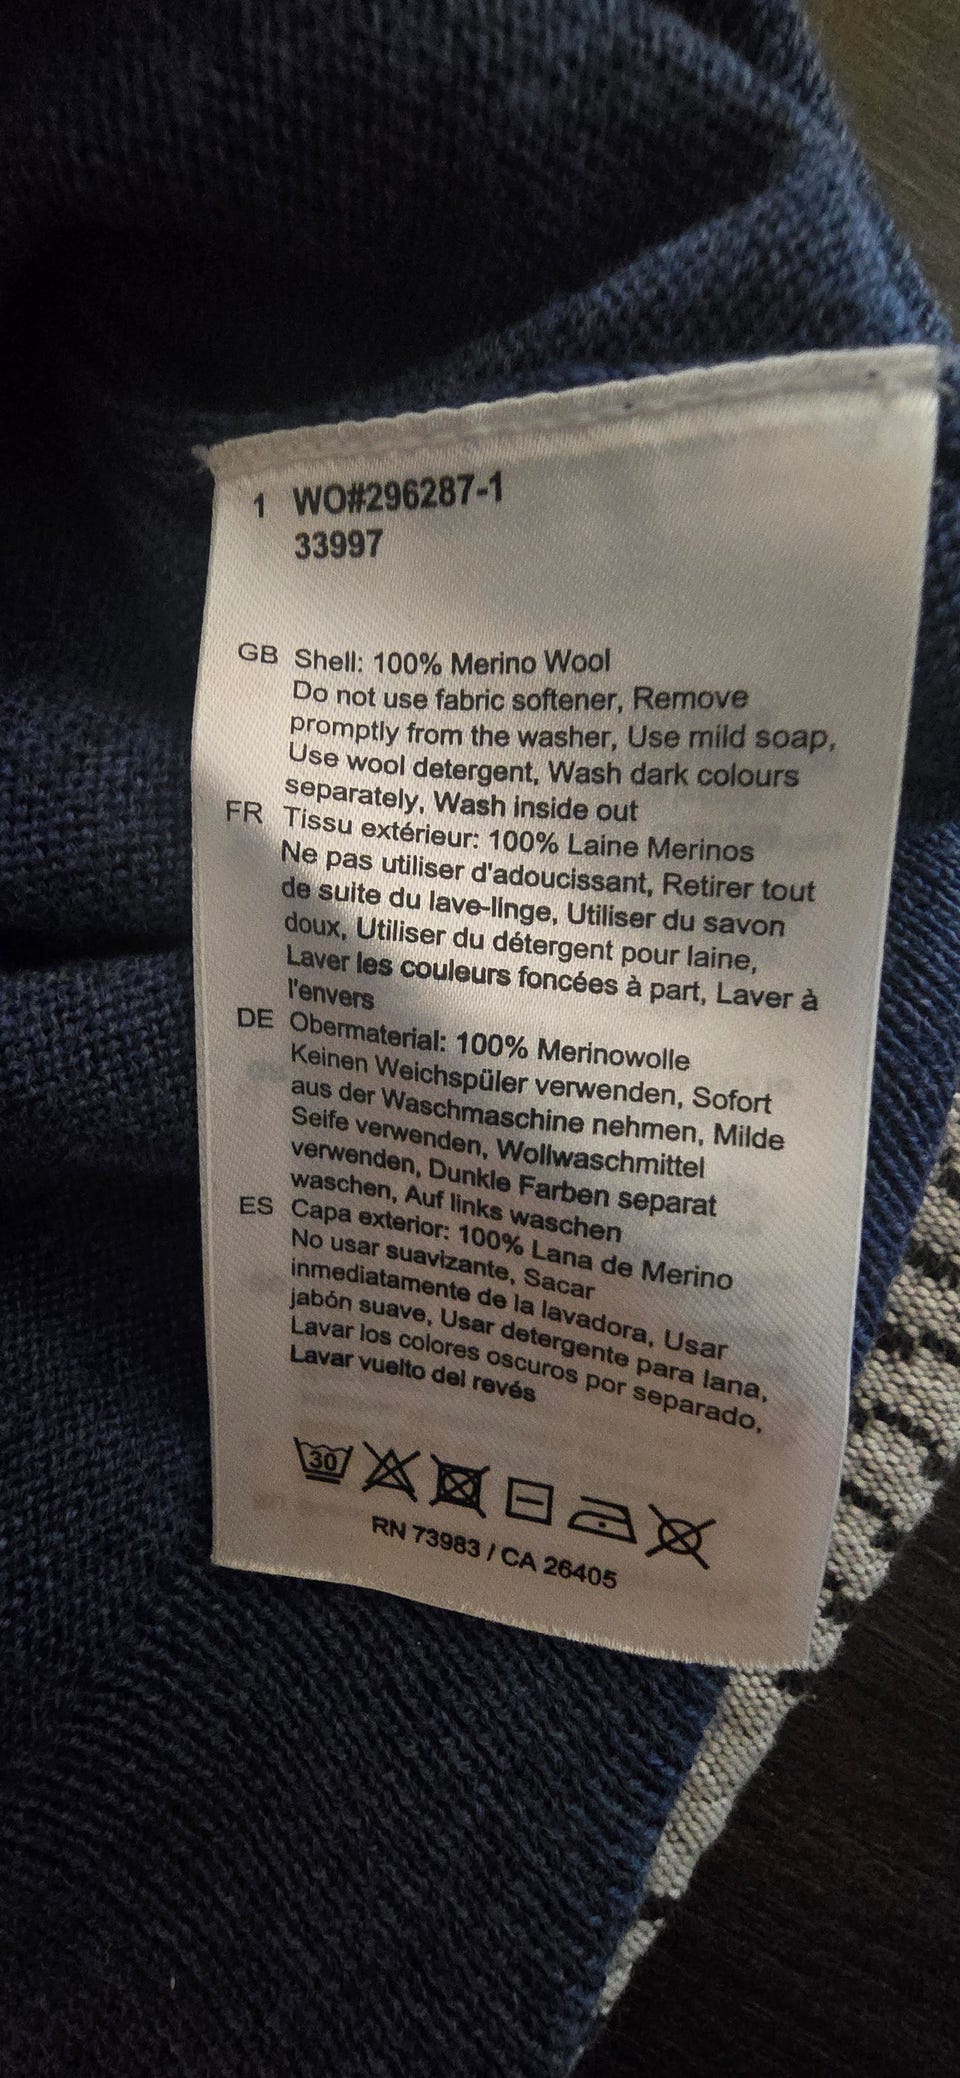 1 WO#296287-1
33997
GB Shell: 100% Merino Wool
Do not use fabric softener, Remove
promptly from the washer, Use mild soap,
Use wool detergent, Wash dark colours
separately, Wash inside out
FR Tissu extérieur: 100% Laine Merinos
Ne pas utiliser d'adoucissant, Retirer tout
de suite du lave-linge, Utiliser du savon
doux, Utiliser du détergent pour laine,
Laver les couleurs foncées à part, Laver à
l'envers
DE Obermaterial: 100% Merinowolle
Keinen Weichspüler verwenden, Sofort
aus der Waschmaschine nehmen, Milde
Seife verwenden, Wollwaschmittel
verwenden, Dunkle Farben separat
waschen, Auf links waschen
ES Capa exterior: 100% Lana de Merino
No usar suavizante, Sacar
inmediatamente de la lavadora, Usar
jabón suave, Usar detergente para lana,
Lavar los colores oscuros por separado,
Lavar vuelto del revés
30
RN 73983 / CA 26405